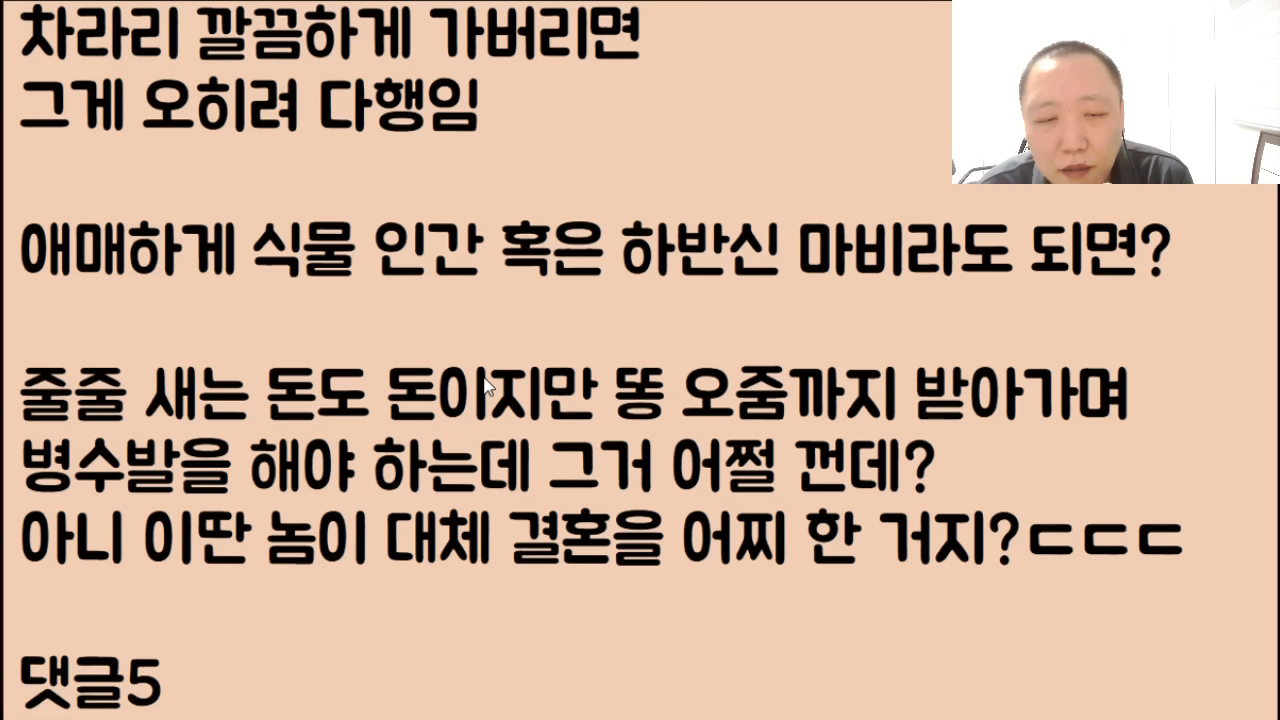 차라리 깔끔하게 가버리면
그게 오히려 다행임
애매하게 식물 인간 혹은 하반신 마비라도 되면?
줄줄 새는 돈도 돈이지만 똥 오줌까지 받아가며
병수발을 해야 하는데 그거 어쩔 껀데?
아니 이딴 놈이 대체 결혼을 어찌 한 거지?ㄷㄷㄷ
댓글5